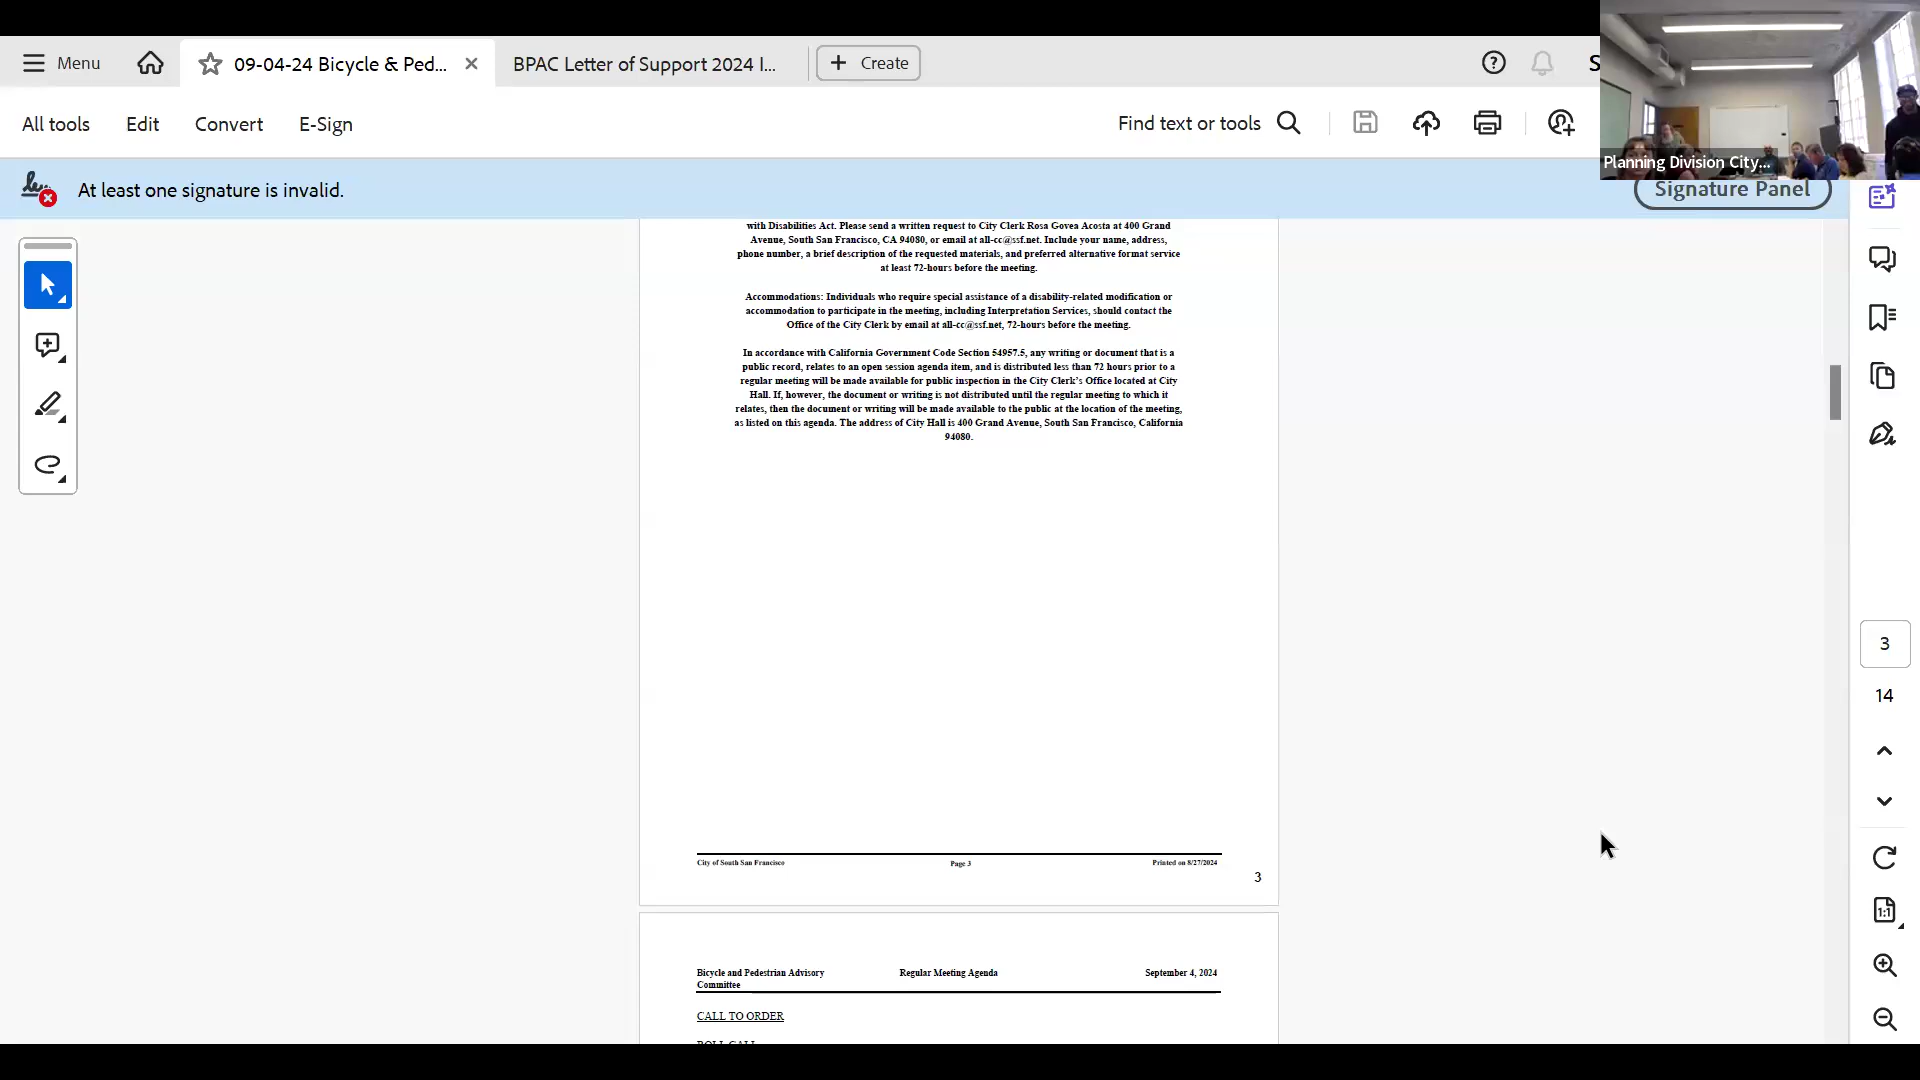 Menu
09-04-24 Bicycle & Ped...
BPAC Letter of Support 2024 I...
Create
All tools
Edit
Convert
E-Sign
Find text or tools
Planning Division City...
At least one signature is invalid.
Signature Panel
with Disabilities Act. Please send a written request to City Clerk Rosa Govea Acosta at 400 Grand
Avenue, South San Francisco, CA 94080, or email at all-cc@ssf.net. Include your name, address,
phone number, a brief description of the requested materials, and preferred alternative format service
at least 72-hours before the meeting.
Accommodations: Individuals who require special assistance of a disability-related modification or
accommodation to participate in the meeting, including Interpretation Services, should contact the
Office of the City Clerk by email at all-cc@ssf.net, 72-hours before the meeting.
In accordance with California Government Code Section 54957.5, any writing or document that is a
public record, relates to an open session agenda item, and is distributed less than 72 hours prior to a
regular meeting will be made available for public inspection in the City Clerk's Office located at City
Hall. If, however, the document or writing is not distributed until the regular meeting to which it
relates, then the document or writing will be made available to the public at the location of the meeting,
as listed on this agenda. The address of City Hall is 400 Grand Avenue, South San Francisco, California
94080.
City of South San Francisco
Page 3
Printed on 8/27/2024
3
Bicycle and Pedestrian Advisory
Committee
Regular Meeting Agenda
September 4, 2024
CALL TO ORDER
3
14
1:1